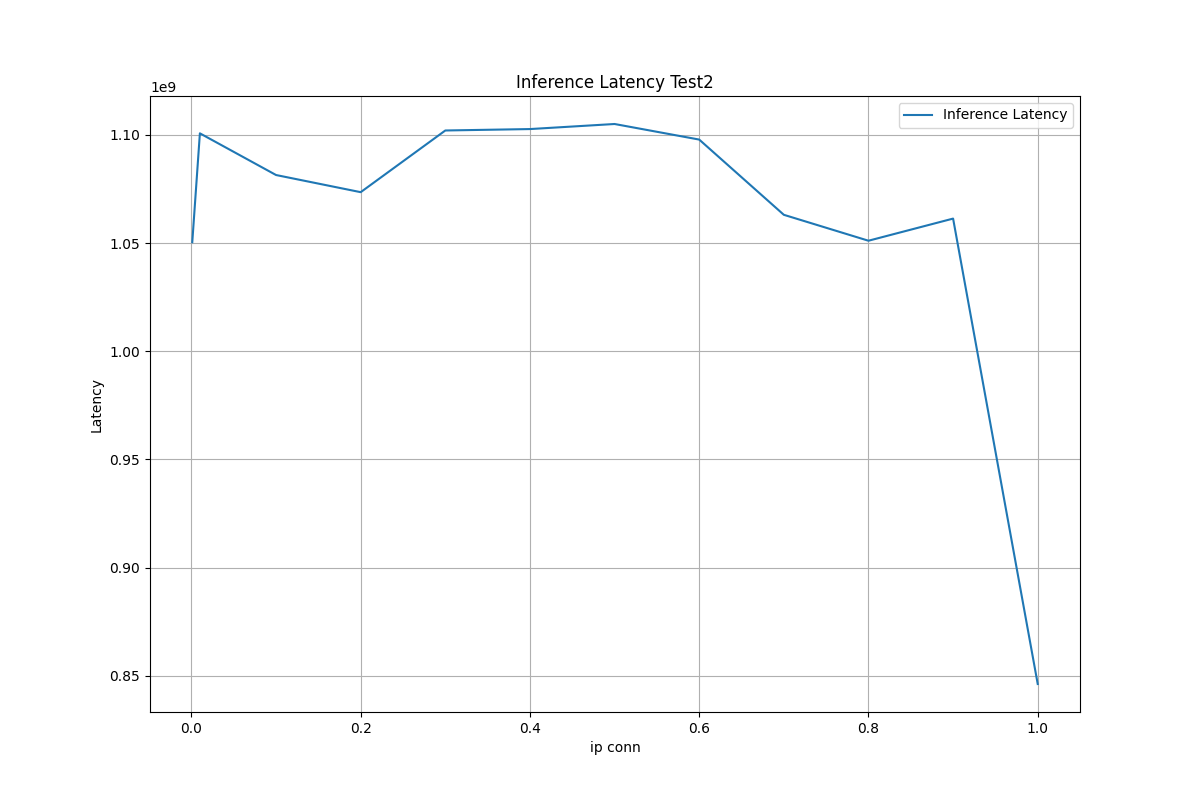 Inference Latency Test2
1e9
Inference Latency
1.10
1.05
1.00
0.95
0.90
0.85
Latency
0.0 0.2 0.4 0.6 0.8 1.0
ip conn